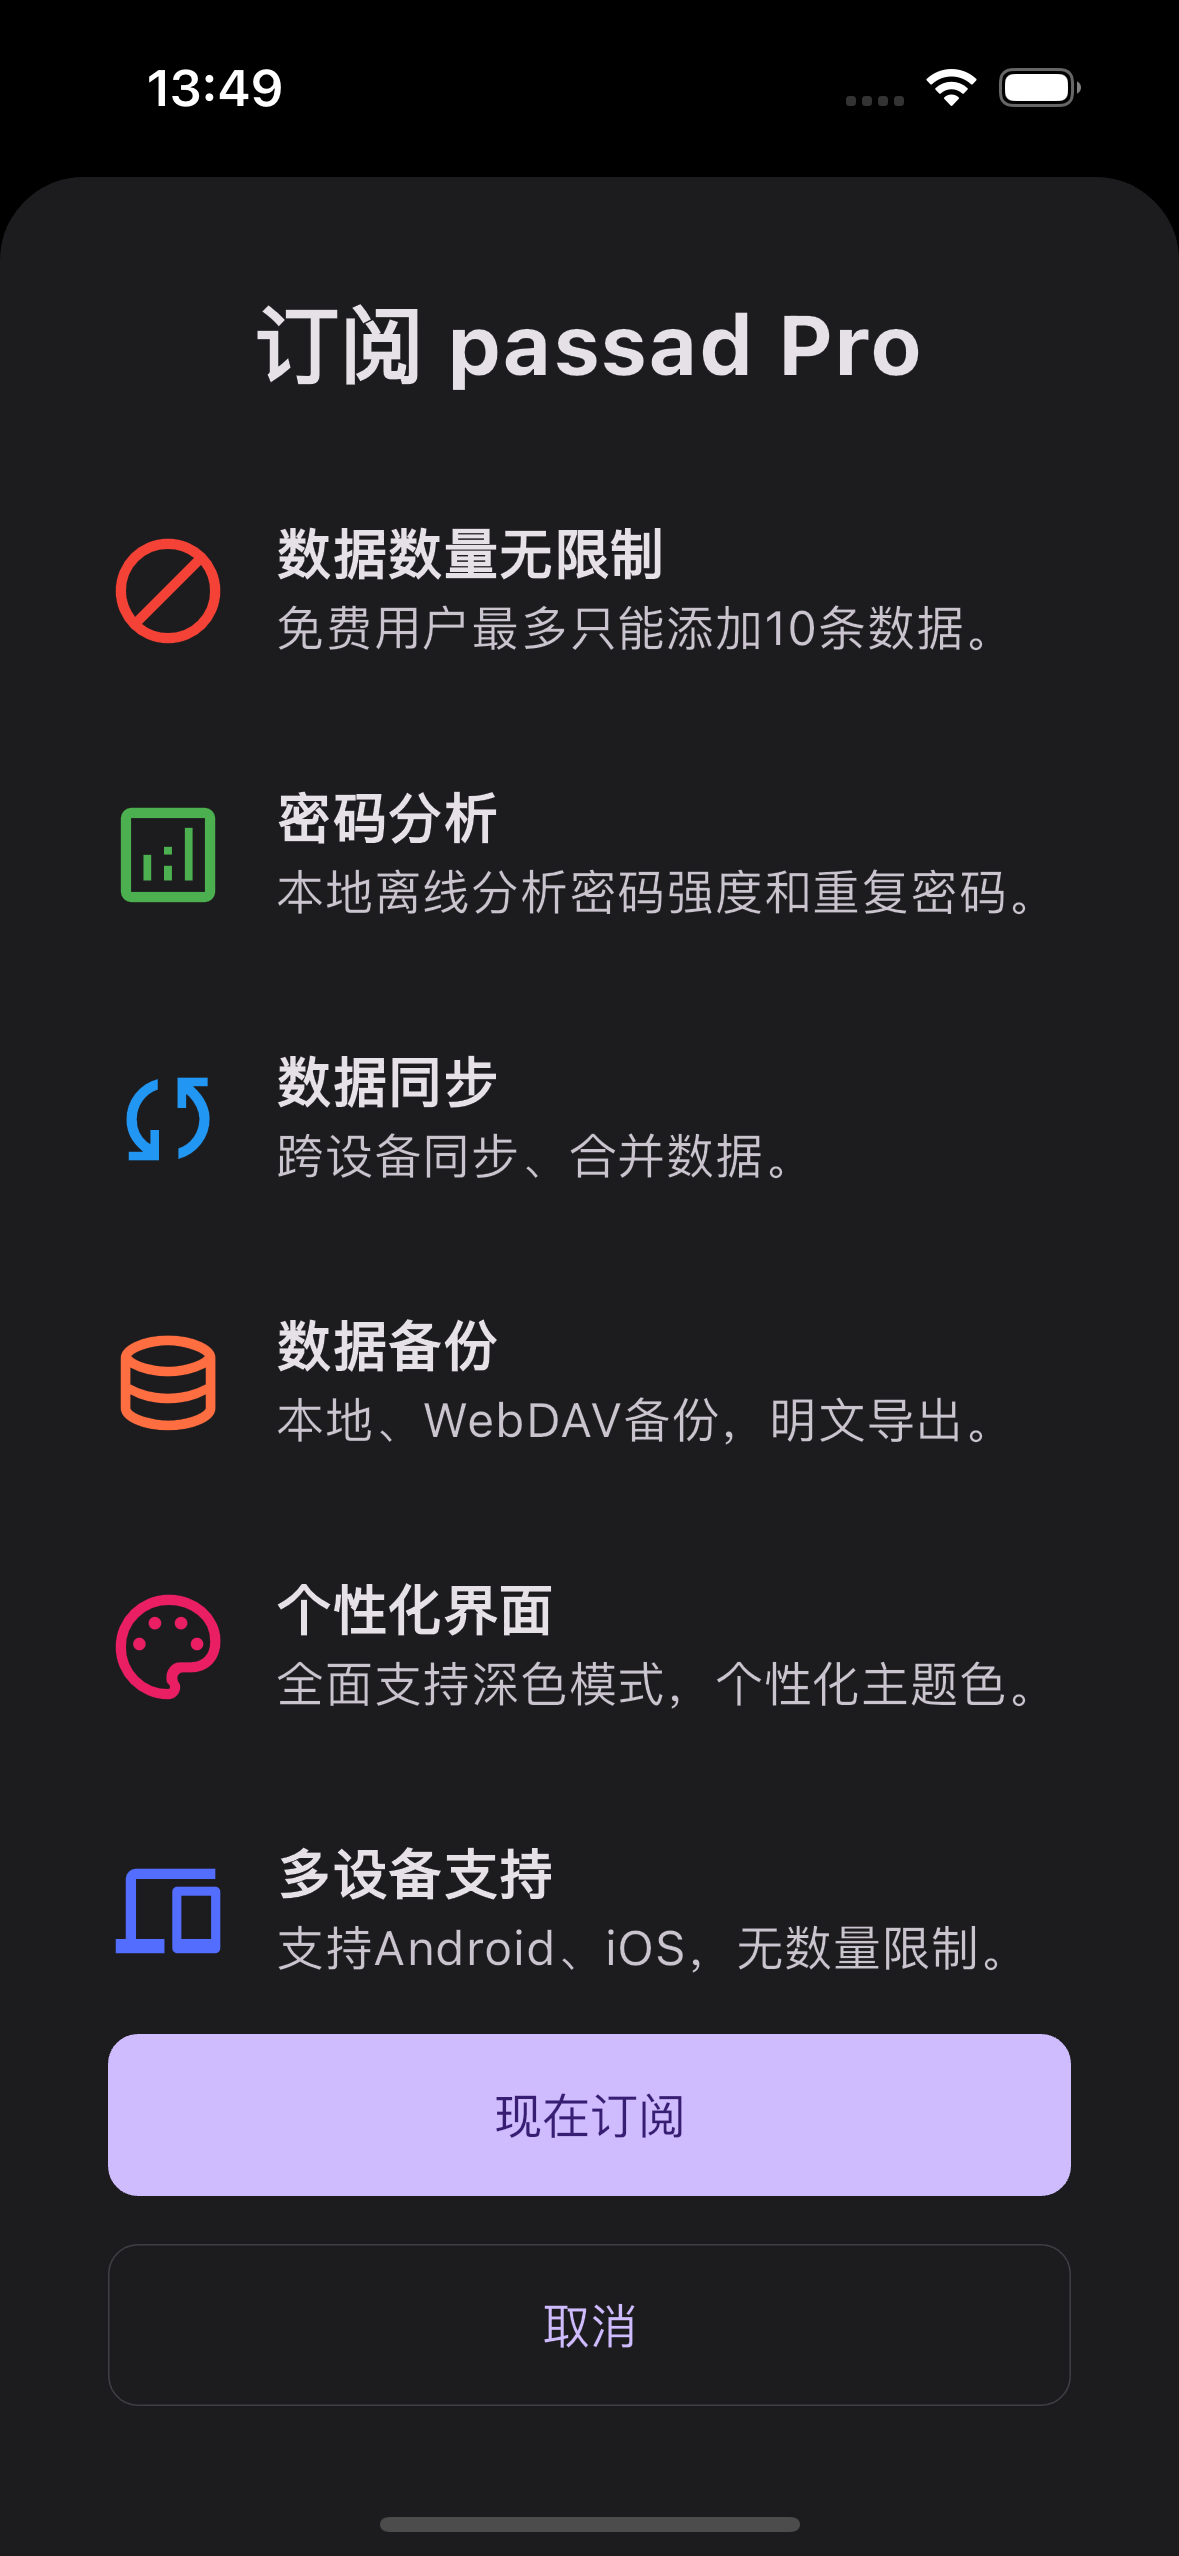 13:49
订阅 passad Pro
数据数量无限制
免费用户最多只能添加10条数据。
密码分析
本地离线分析密码强度和重复密码。
数据同步
跨设备同步、合并数据。
数据备份
本地、WebDAV备份，明文导出。
个性化界面
全面支持深色模式，个性化主题色。
多设备支持
支持Android、iOS，无数量限制。
现在订阅
取消